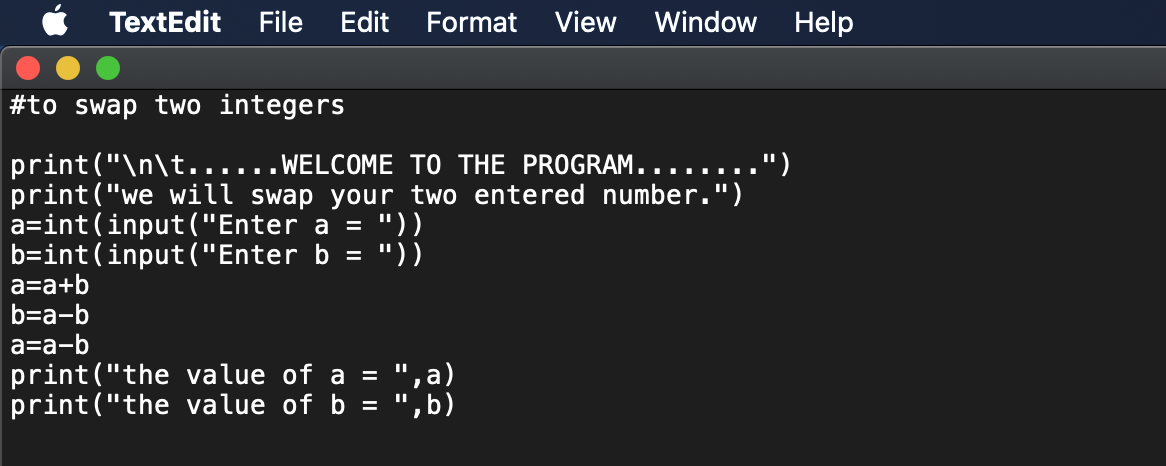 TextEdit File Edit Format View Window Help
#to swap two integers
print("\n\t......WELCOME TO THE PROGRAM........")
print("we will swap your two entered number.")
a=int(input("Enter a = "))
b=int(input("Enter b = "))
a=a+b
b=a-b
a=a-b
print("the value of a = ",a)
print("the value of b = ",b)